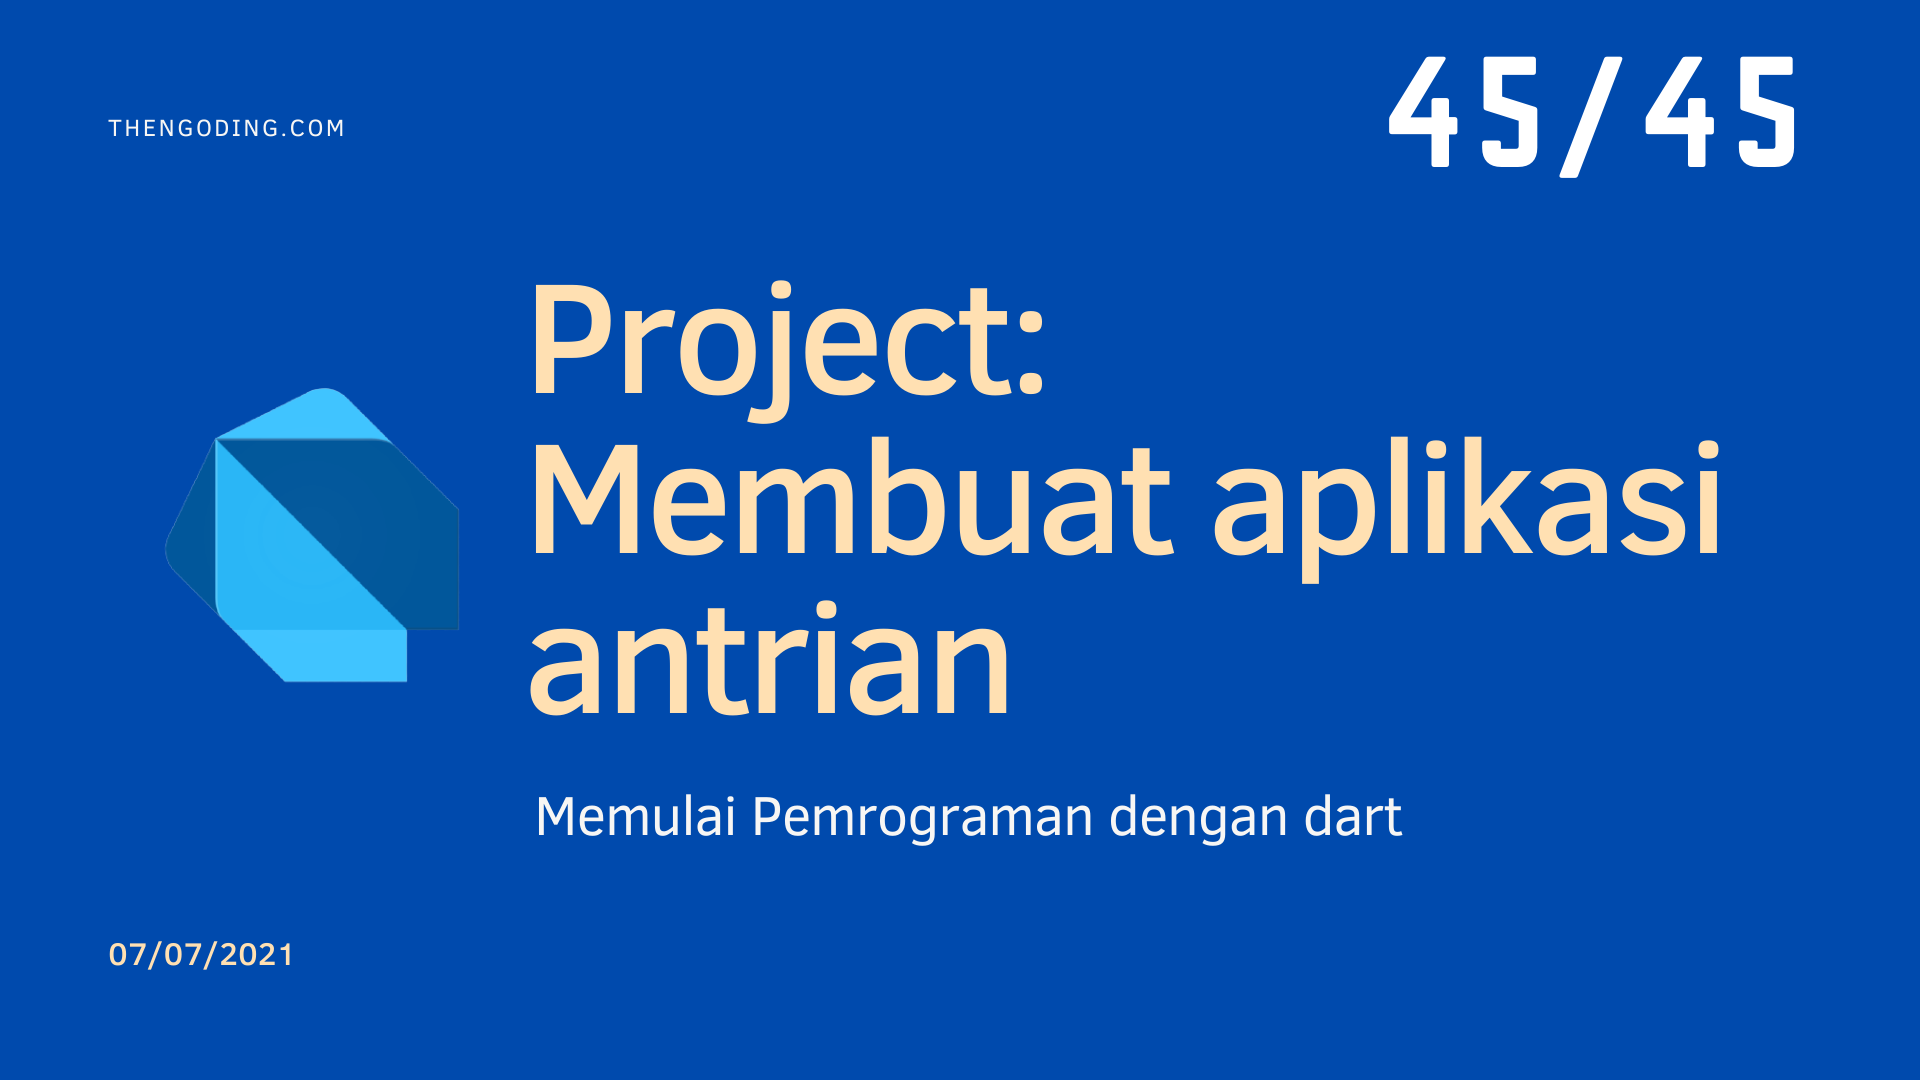 THENGODING.COM
45/45
Project:
Membuat aplikasi
antrian
Memulai Pemrograman dengan dart
07/07/2021